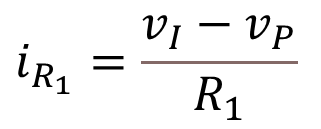 i_{R_1} = \frac{v_I - v_P}{R_1}